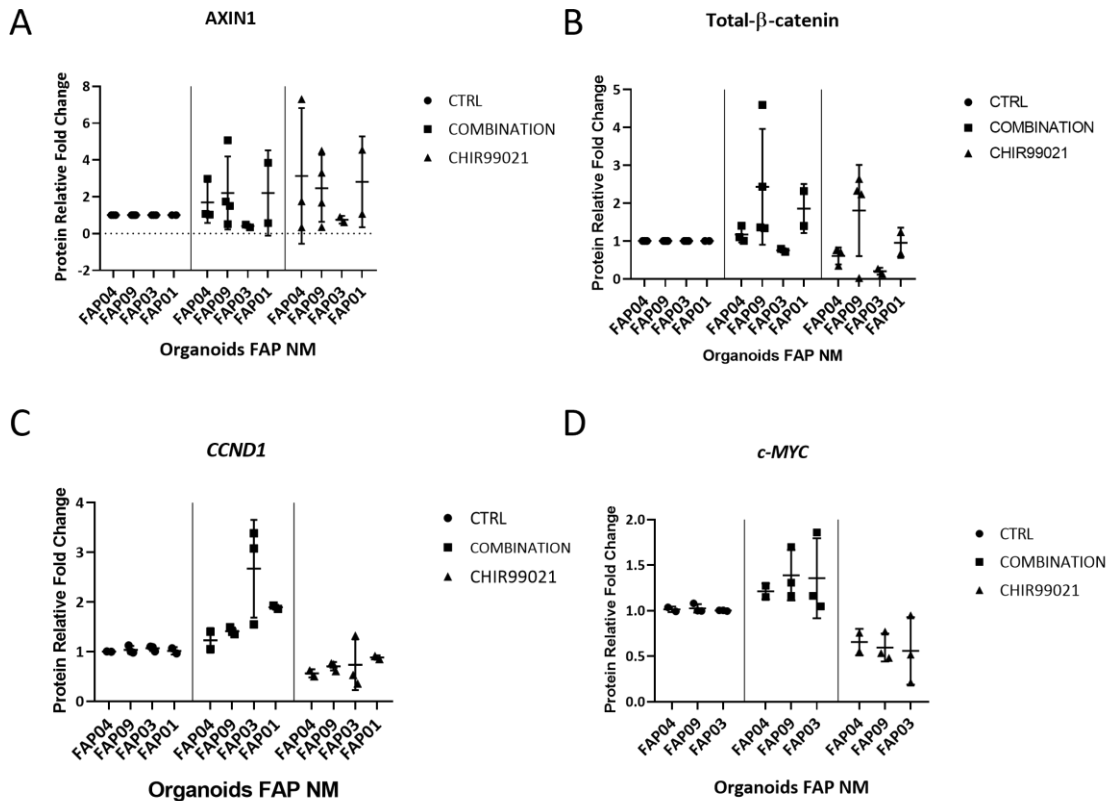 A
AXIN1
Protein Relative Fold Change
8
6
4
2
0
-2
FAP04
FAP09
FAP03
FAP01
FAP04
FAP09
FAP03
FAP01
FAP04
FAP09
FAP03
FAP01
Organoids FAP NM
CTRL
COMBINATION
CHIR99021
B
Total-β-catenin
Protein Relative Fold Change
5
4
3
2
1
0
FAP04
FAP09
FAP03
FAP01
FAP04
FAP09
FAP03
FAP01
FAP04
FAP09
FAP03
FAP01
Organoids FAP NM
CTRL
COMBINATION
CHIR99021
C
CCND1
Protein Relative Fold Change
4
3
2
1
0
FAP04
FAP09
FAP03
FAP01
FAP04
FAP09
FAP03
FAP01
FAP04
FAP09
FAP03
FAP01
Organoids FAP NM
CTRL
COMBINATION
CHIR99021
D
c-MYC
Protein Relative Fold Change
2.0
1.5
1.0
0.5
0.0
FAP04
FAP09
FAP03
FAP04
FAP09
FAP03
FAP04
FAP09
FAP03
Organoids FAP NM
CTRL
COMBINATION
CHIR99021